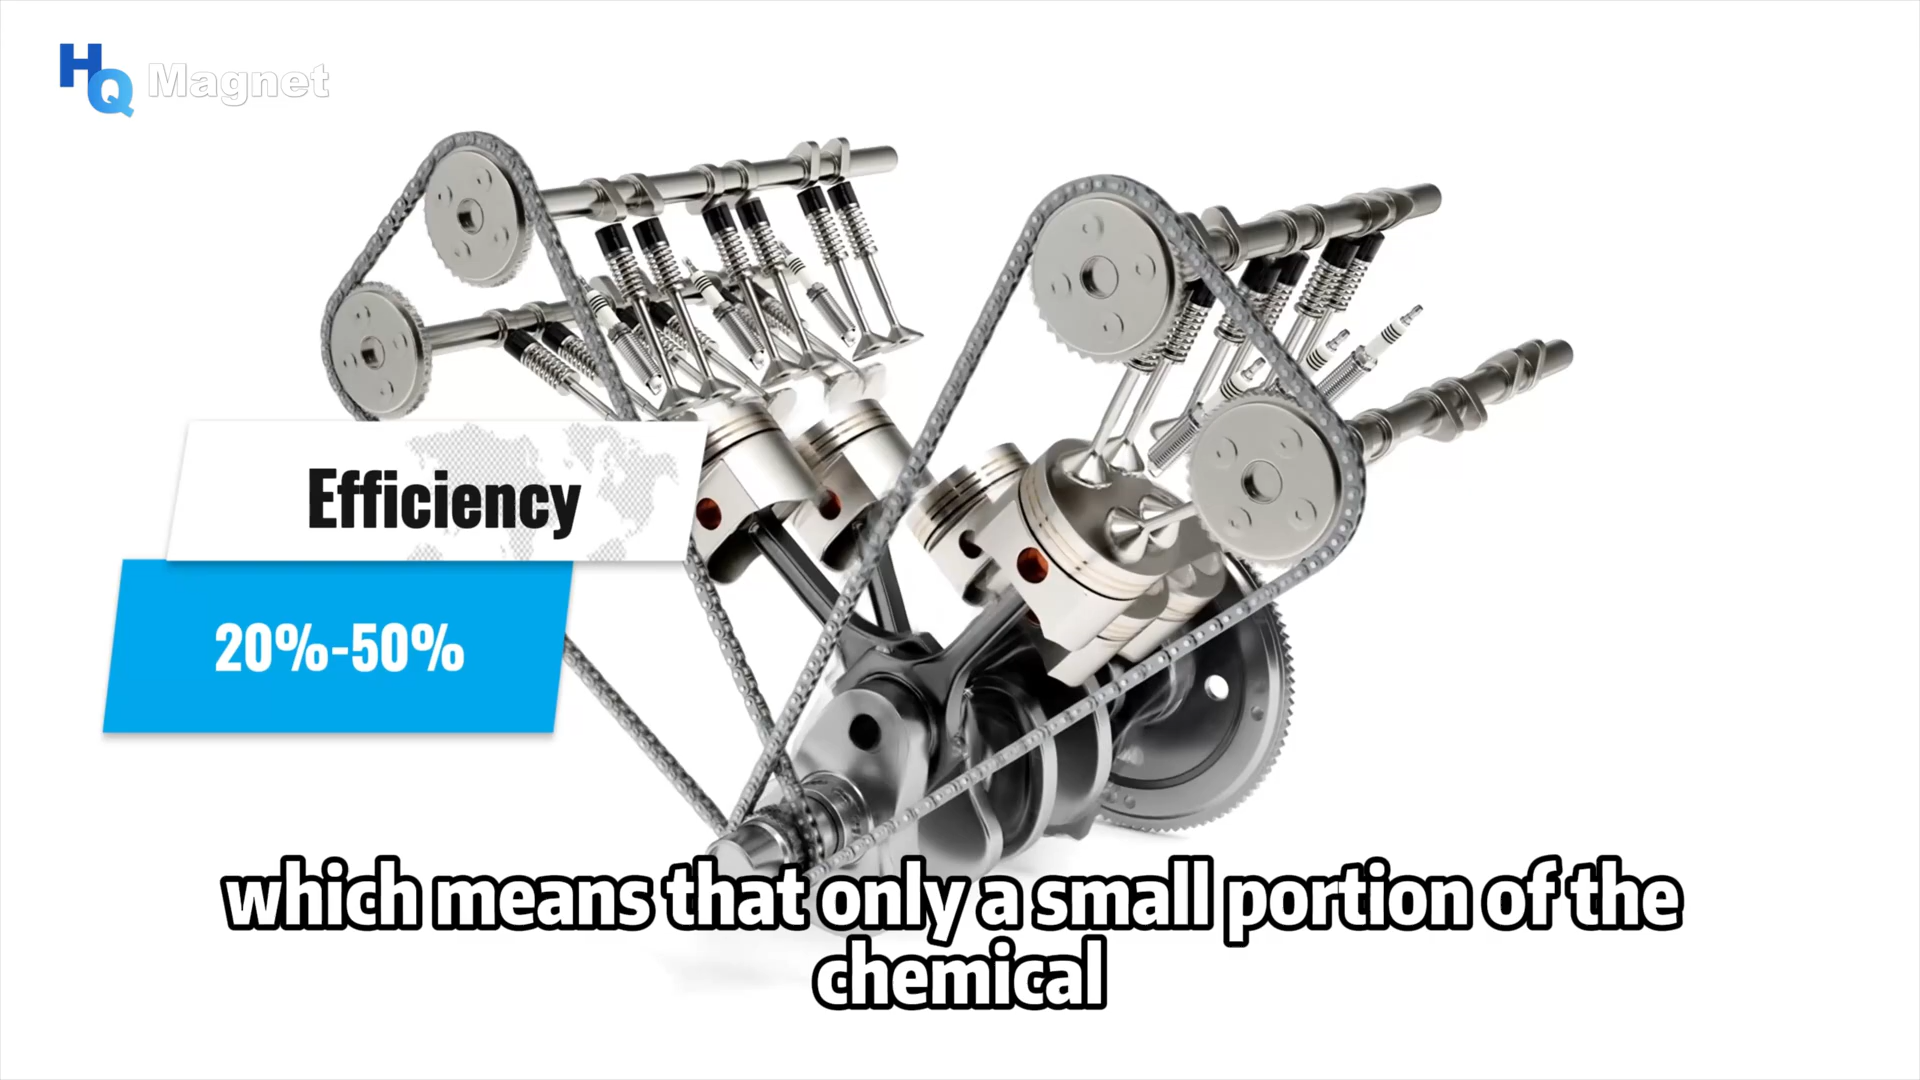 HQ Magnet
Efficiency
20%-50%
which means that only a small portion of the
chemical